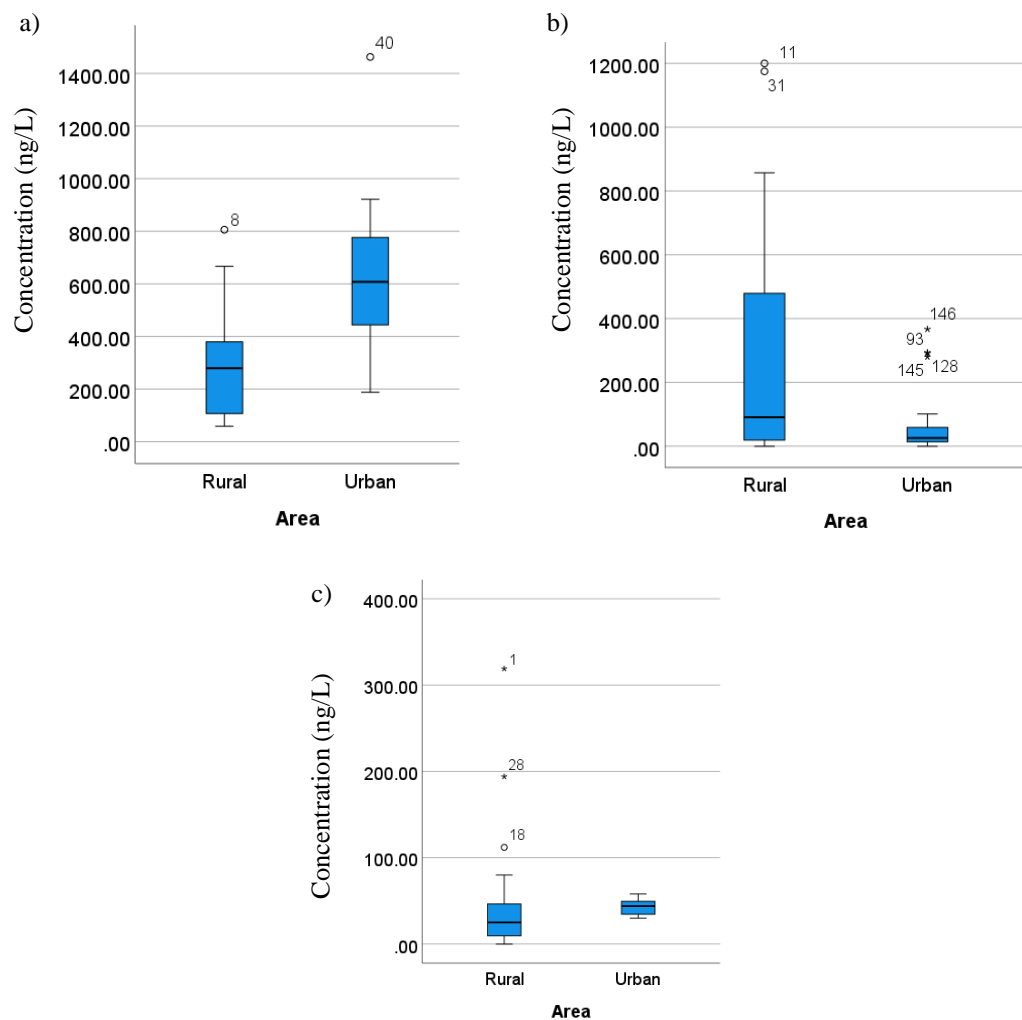 a)
Concentration (ng/L)
1400.00
1200.00
1000.00
800.00
600.00
400.00
200.00
.00
40
8
Rural
Urban
Area
b)
Concentration (ng/L)
1200.00
1000.00
800.00
600.00
400.00
200.00
.00
11
31
146
93
145
128
Rural
Urban
Area
c)
Concentration (ng/L)
400.00
300.00
200.00
100.00
.00
1
28
18
Rural
Urban
Area